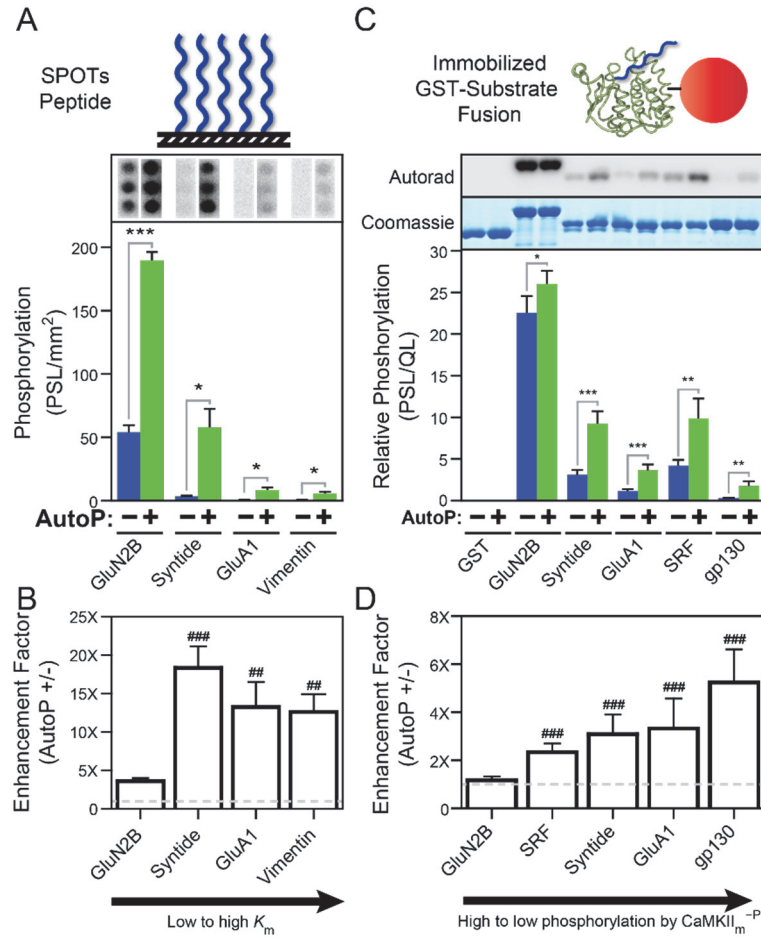 A
SPOTs
Peptide
200
150
100
50
0
Phosphorylation
(PSL/mm²)
***
*
*
*
AutoP: − + − + − + − +
GluN2B
Syntide
GluA1
Vimentin
B
25X
20X
15X
10X
5X
0
Enhancement Factor
(AutoP +/-)
###
##
##
GluN2B
Syntide
GluA1
Vimentin
Low to high Km
C
Immobilized
GST-Substrate
Fusion
Autorad
Coomassie
30
25
20
15
10
5
0
Relative Phoshorylation
(PSL/QL)
*
***
***
**
**
AutoP: − + − + − + − + − + − +
GST
GluN2B
Syntide
GluA1
SRF
gp130
D
8X
6X
4X
2X
0
Enhancement Factor
(AutoP +/-)
###
###
###
###
GluN2B
SRF
Syntide
GluA1
gp130
High to low phosphorylation by CaMKIIm−P